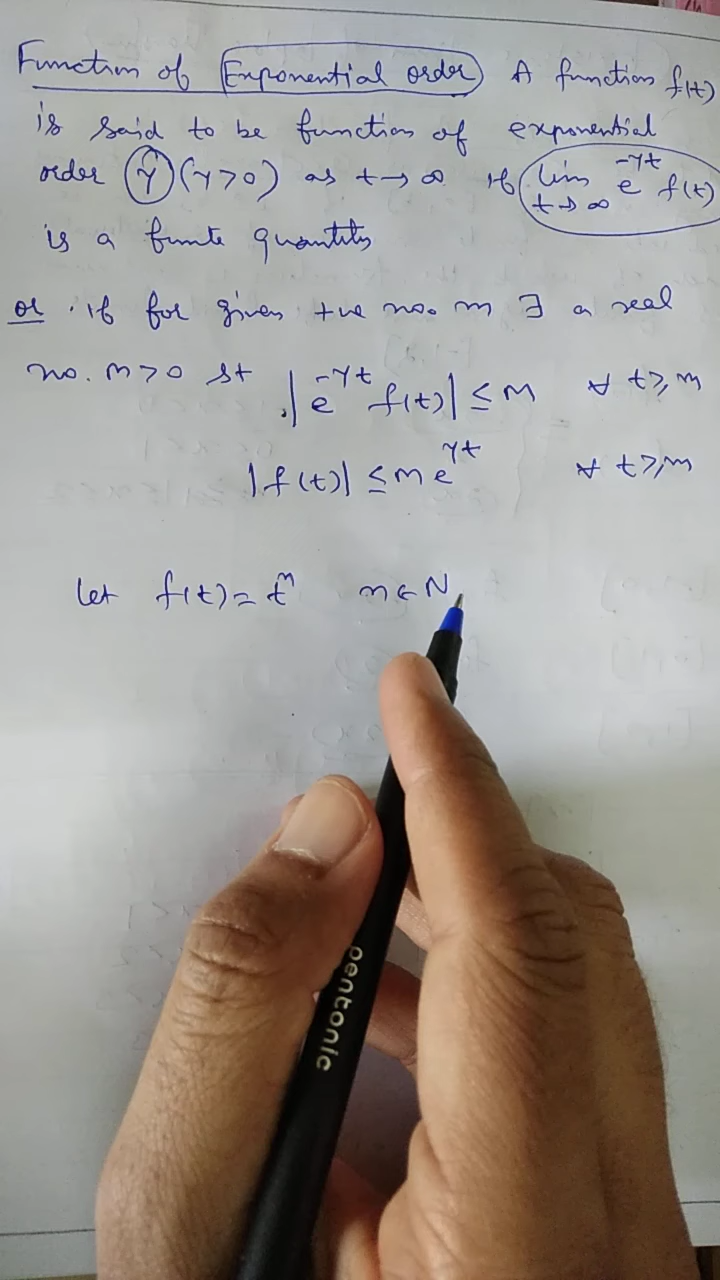 Function of Exponential order A function f(t)
is said to be function of exponential
order γ (γ>0) as t→∞ if lim t→∞ e^-γt f(t)
is a finite quantity
or . if for given +ve no. m ∃ a real
no. M>0 st |e^-γt f(t)| ≤ M ∀ t≥m
|f(t)| ≤ Me^γt ∀ t≥m
let f(t) = t^n n∈N
pentonic